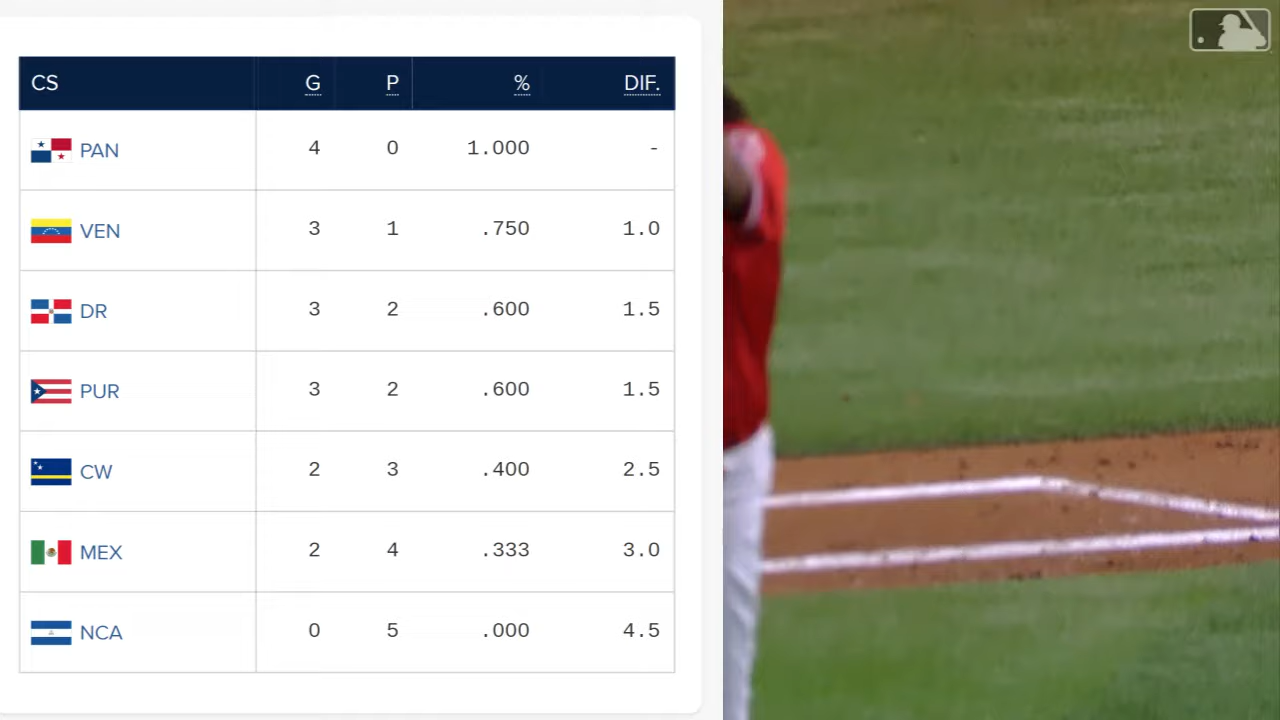 CS G P % DIF.
PAN 4 0 1.000 -
VEN 3 1 .750 1.0
DR 3 2 .600 1.5
PUR 3 2 .600 1.5
CW 2 3 .400 2.5
MEX 2 4 .333 3.0
NCA 0 5 .000 4.5